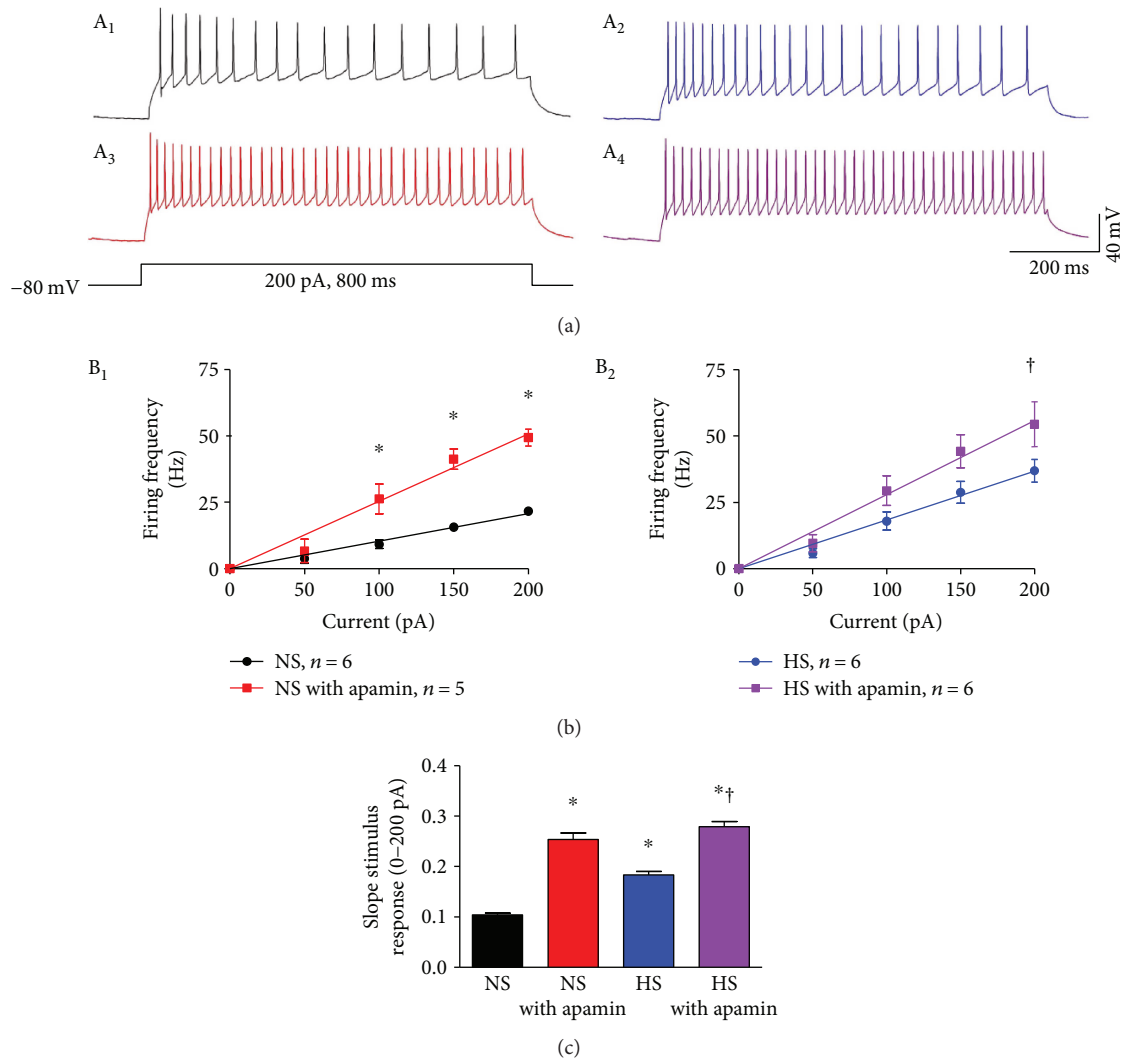 A1
A2
A3
A4
40 mV
200 ms
−80 mV
200 pA, 800 ms
(a)
B1
75
50
25
0
Firing frequency
(Hz)
*
*
*
0
50
100
150
200
Current (pA)
NS, n = 6
NS with apamin, n = 5
B2
75
50
25
0
Firing frequency
(Hz)
†
0
50
100
150
200
Current (pA)
HS, n = 6
HS with apamin, n = 6
(b)
0.4
0.3
0.2
0.1
0.0
Slope stimulus
response (0−200 pA)
*
*
*†
NS
NS
with apamin
HS
HS
with apamin
(c)